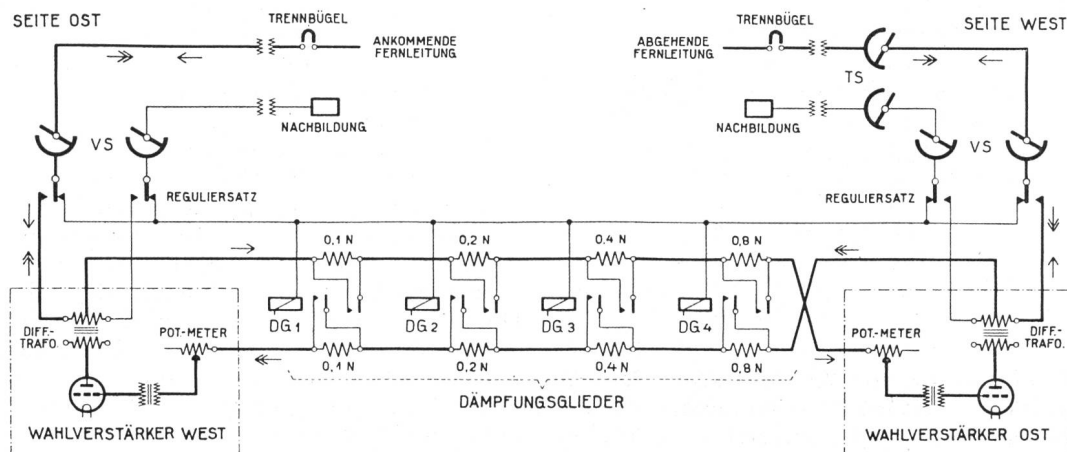 SEITE OST
TRENNBÜGEL
ANKOMMENDE
FERNLEITUNG
ABGEHENDE
FERNLEITUNG
TRENNBÜGEL
SEITE WEST
TS
NACHBILDUNG
NACHBILDUNG
VS
VS
REGULIERSATZ
REGULIERSATZ
0,1 N
0,2 N
0,4 N
0,8 N
DG.1
DG.2
DG.3
DG.4
DIFF.-
TRAFO.
POT-METER
POT-METER
DIFF.-
TRAFO.
0,1 N
0,2 N
0,4 N
0,8 N
DÄMPFUNGSGLIEDER
WAHLVERSTÄRKER WEST
WAHLVERSTÄRKER OST